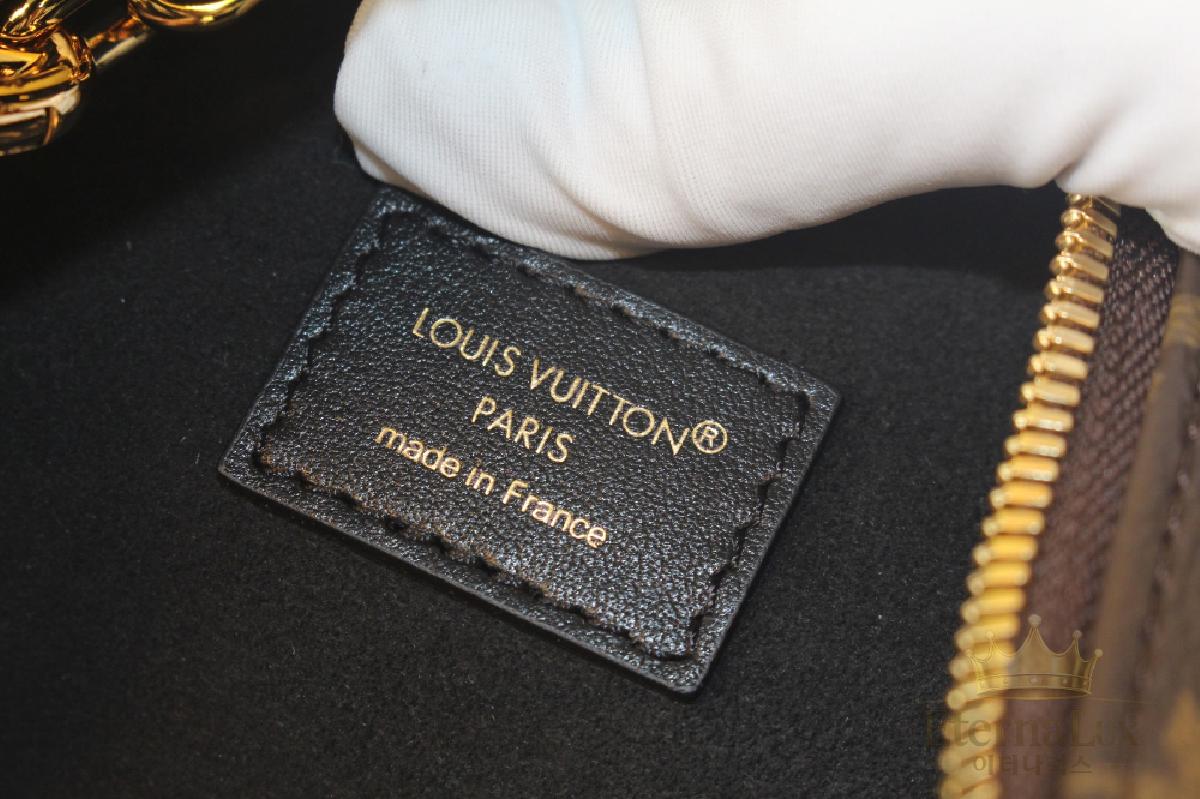 LOUIS VUITTON®
PARIS
made in France
EternaLux
이터나럭스